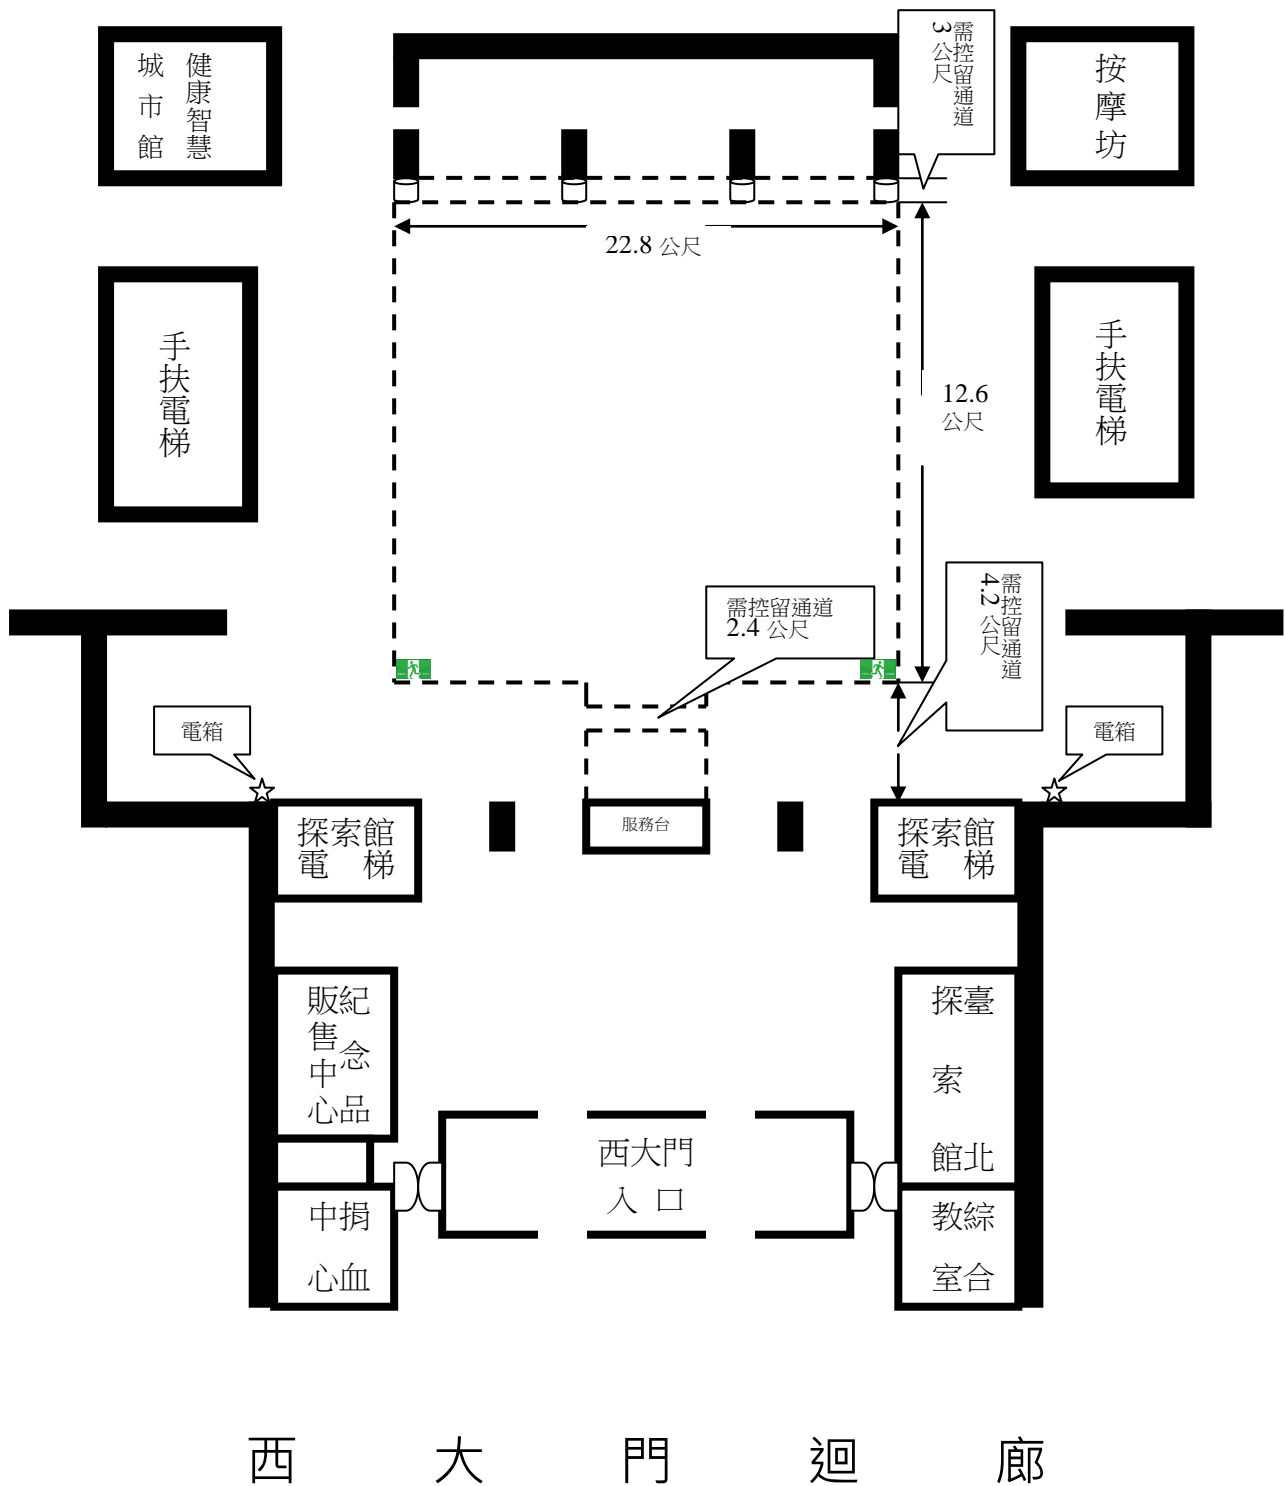 健康智慧
城市館
需控留通道
3 公尺
按摩坊
22.8 公尺
手扶電梯
12.6
公尺
手扶電梯
需控留通道
2.4 公尺
需控留通道
4.2 公尺
電箱
電箱
探索館
電梯
服務台
探索館
電梯
紀念品
販售中心
臺北
探索館
西大門
入口
捐血
中心
綜合
教室
西大門迴廊